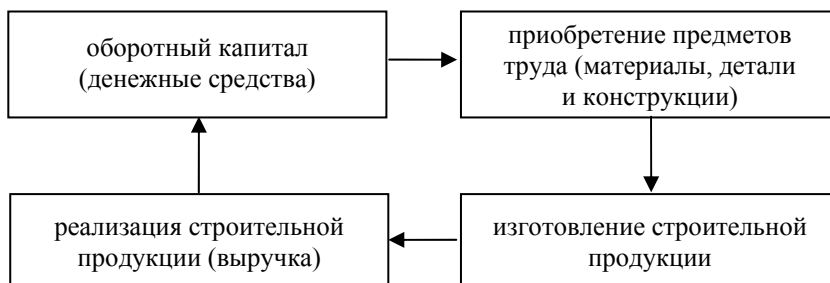 оборотный капитал
(денежные средства)
приобретение предметов
труда (материалы, детали
и конструкции)
реализация строительной
продукции (выручка)
изготовление строительной
продукции